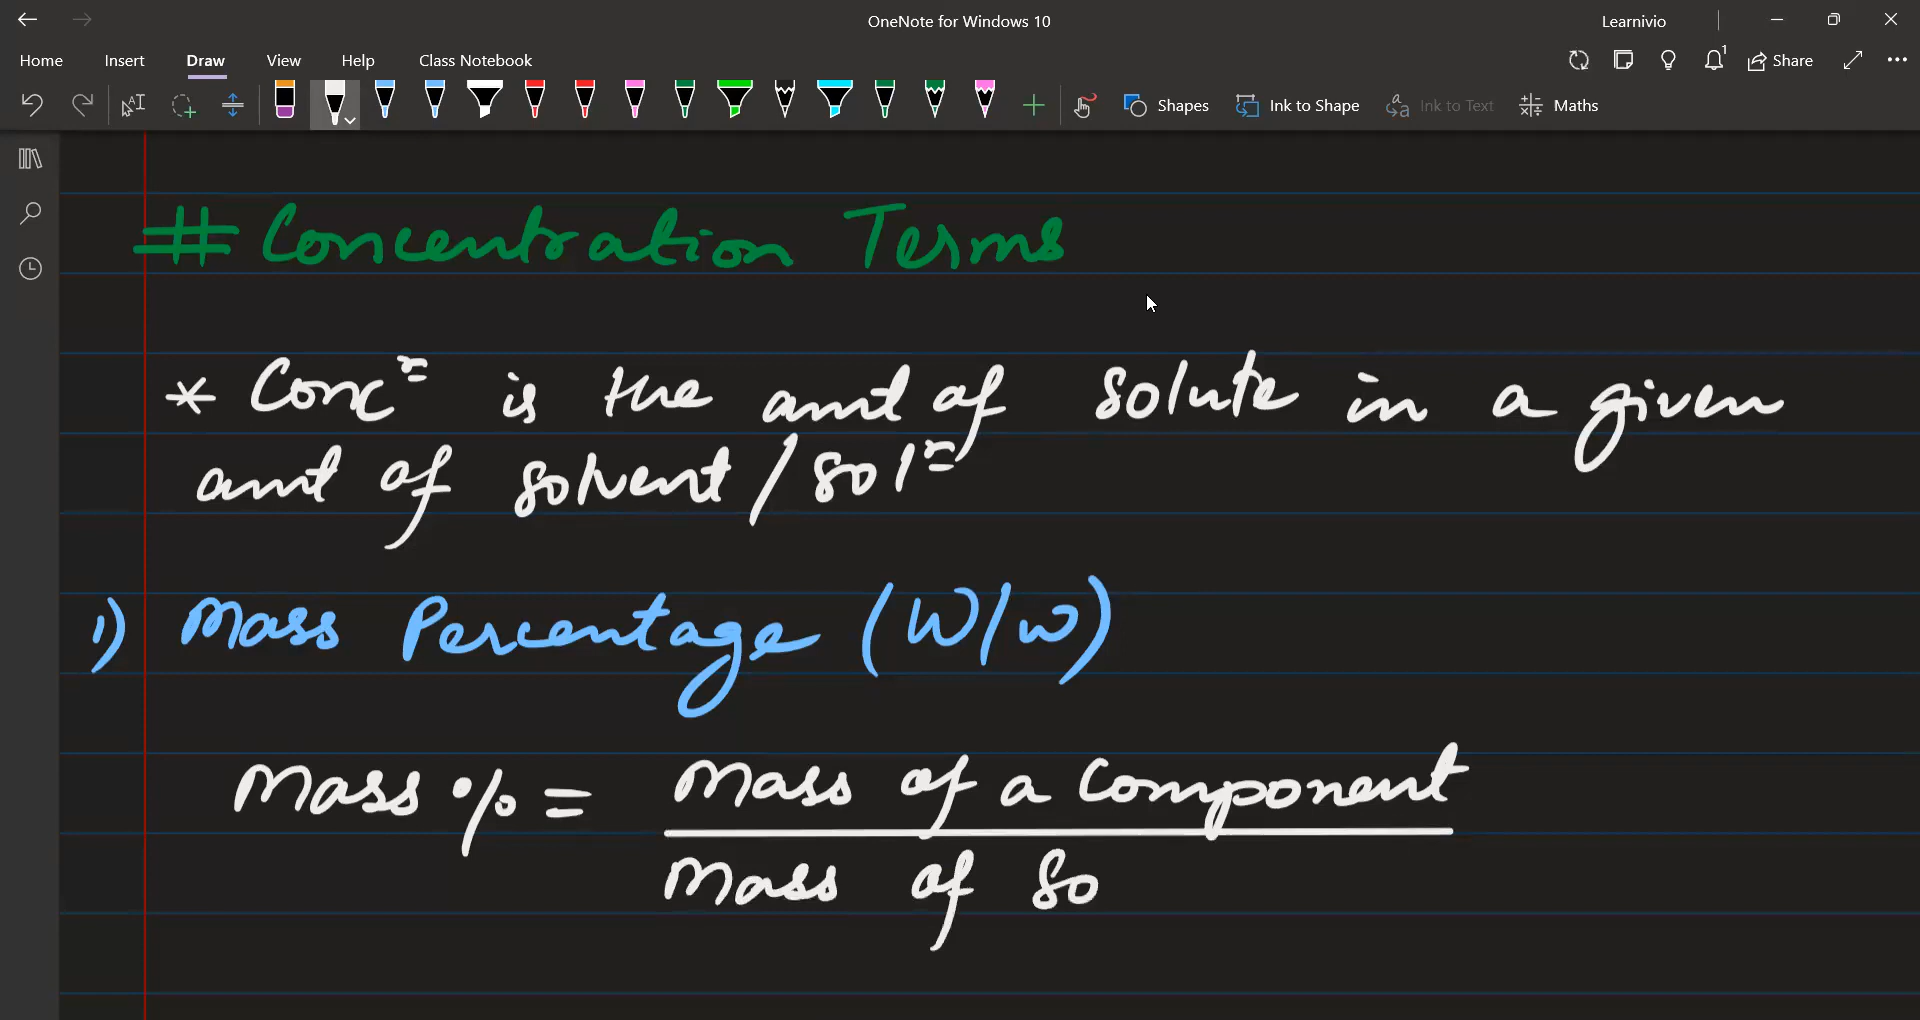 OneNote for Windows 10
Learnivo
Home Insert Draw View Help Class Notebook
1 Share
Shapes Ink to Shape Ink to Text Maths
# Concentration Terms
* Concⁿ is the amt of solute in a given
amt of solvent / solⁿ
1) Mass Percentage (W/w)
Mass % = Mass of a Component
Mass of so